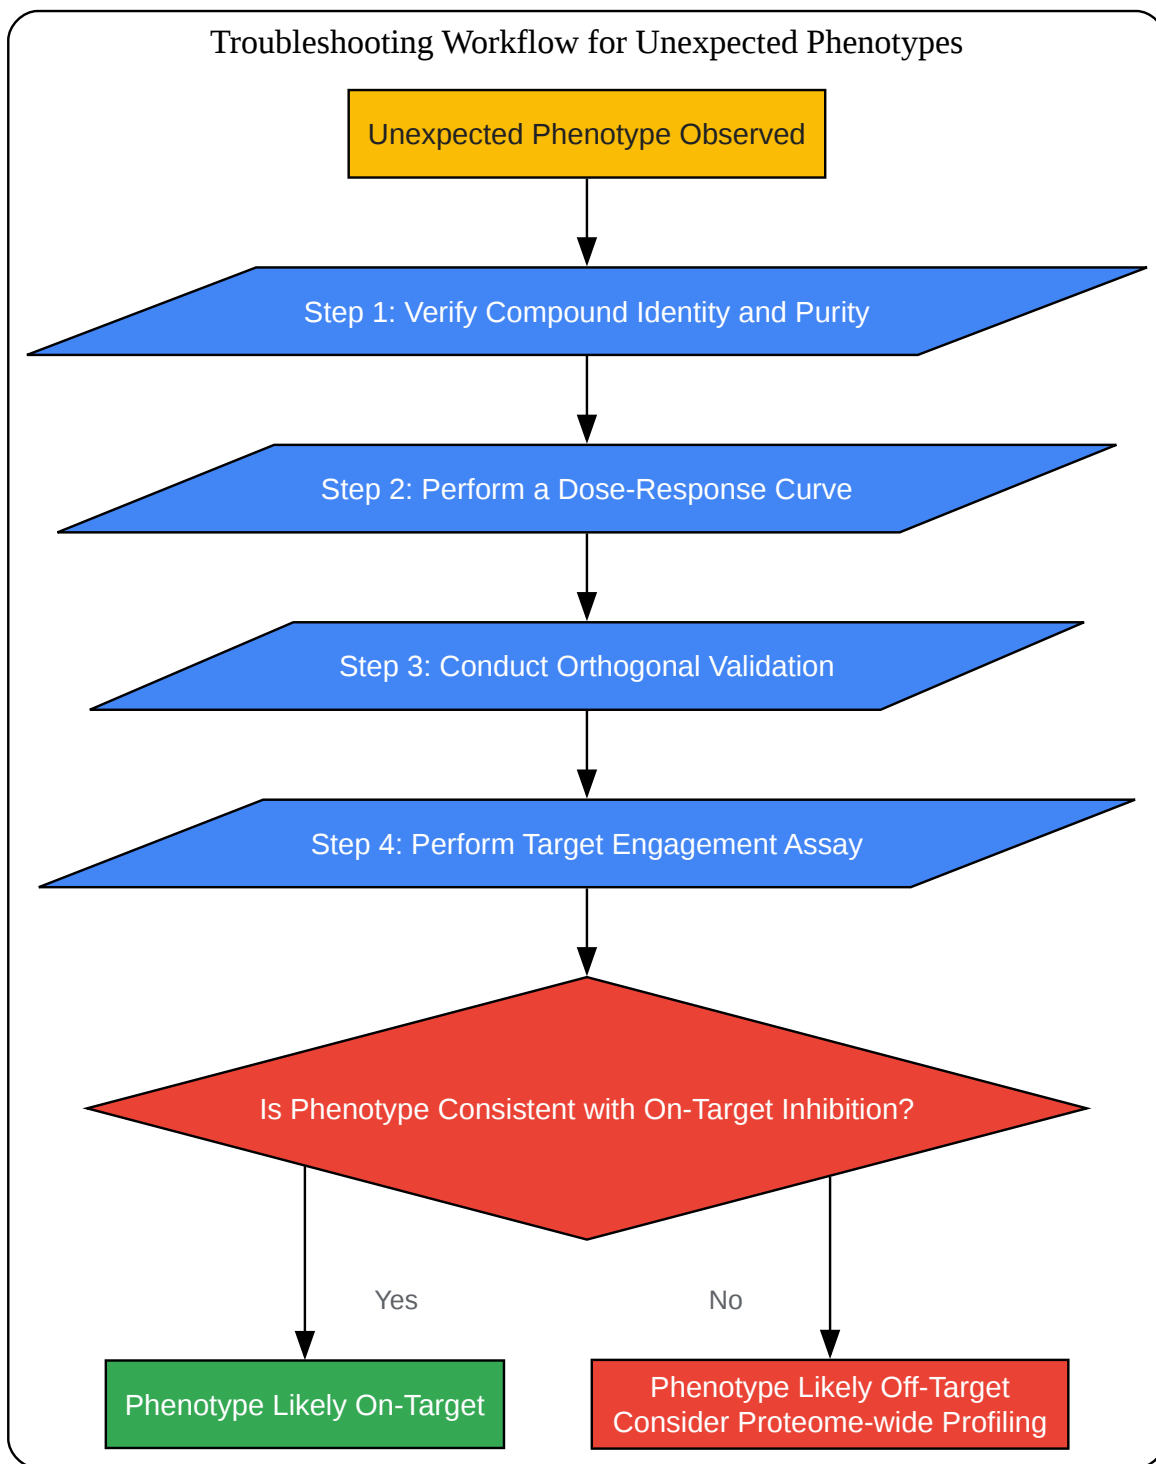 Troubleshooting Workflow for Unexpected Phenotypes
Unexpected Phenotype Observed
Step 1: Verify Compound Identity and Purity
Step 2: Perform a Dose-Response Curve
Step 3: Conduct Orthogonal Validation
Step 4: Perform Target Engagement Assay
Is Phenotype Consistent with On-Target Inhibition?
Yes
No
Phenotype Likely On-Target
Phenotype Likely Off-Target
Consider Proteome-wide Profiling